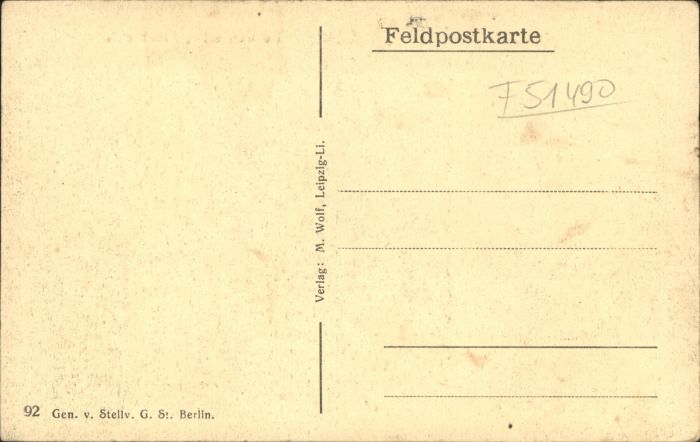 Feldpostkarte
F51490
Verlag: M. Wolf, Leipzig-Li.
92 Gen. v. Stellv. G. St. Berlin.